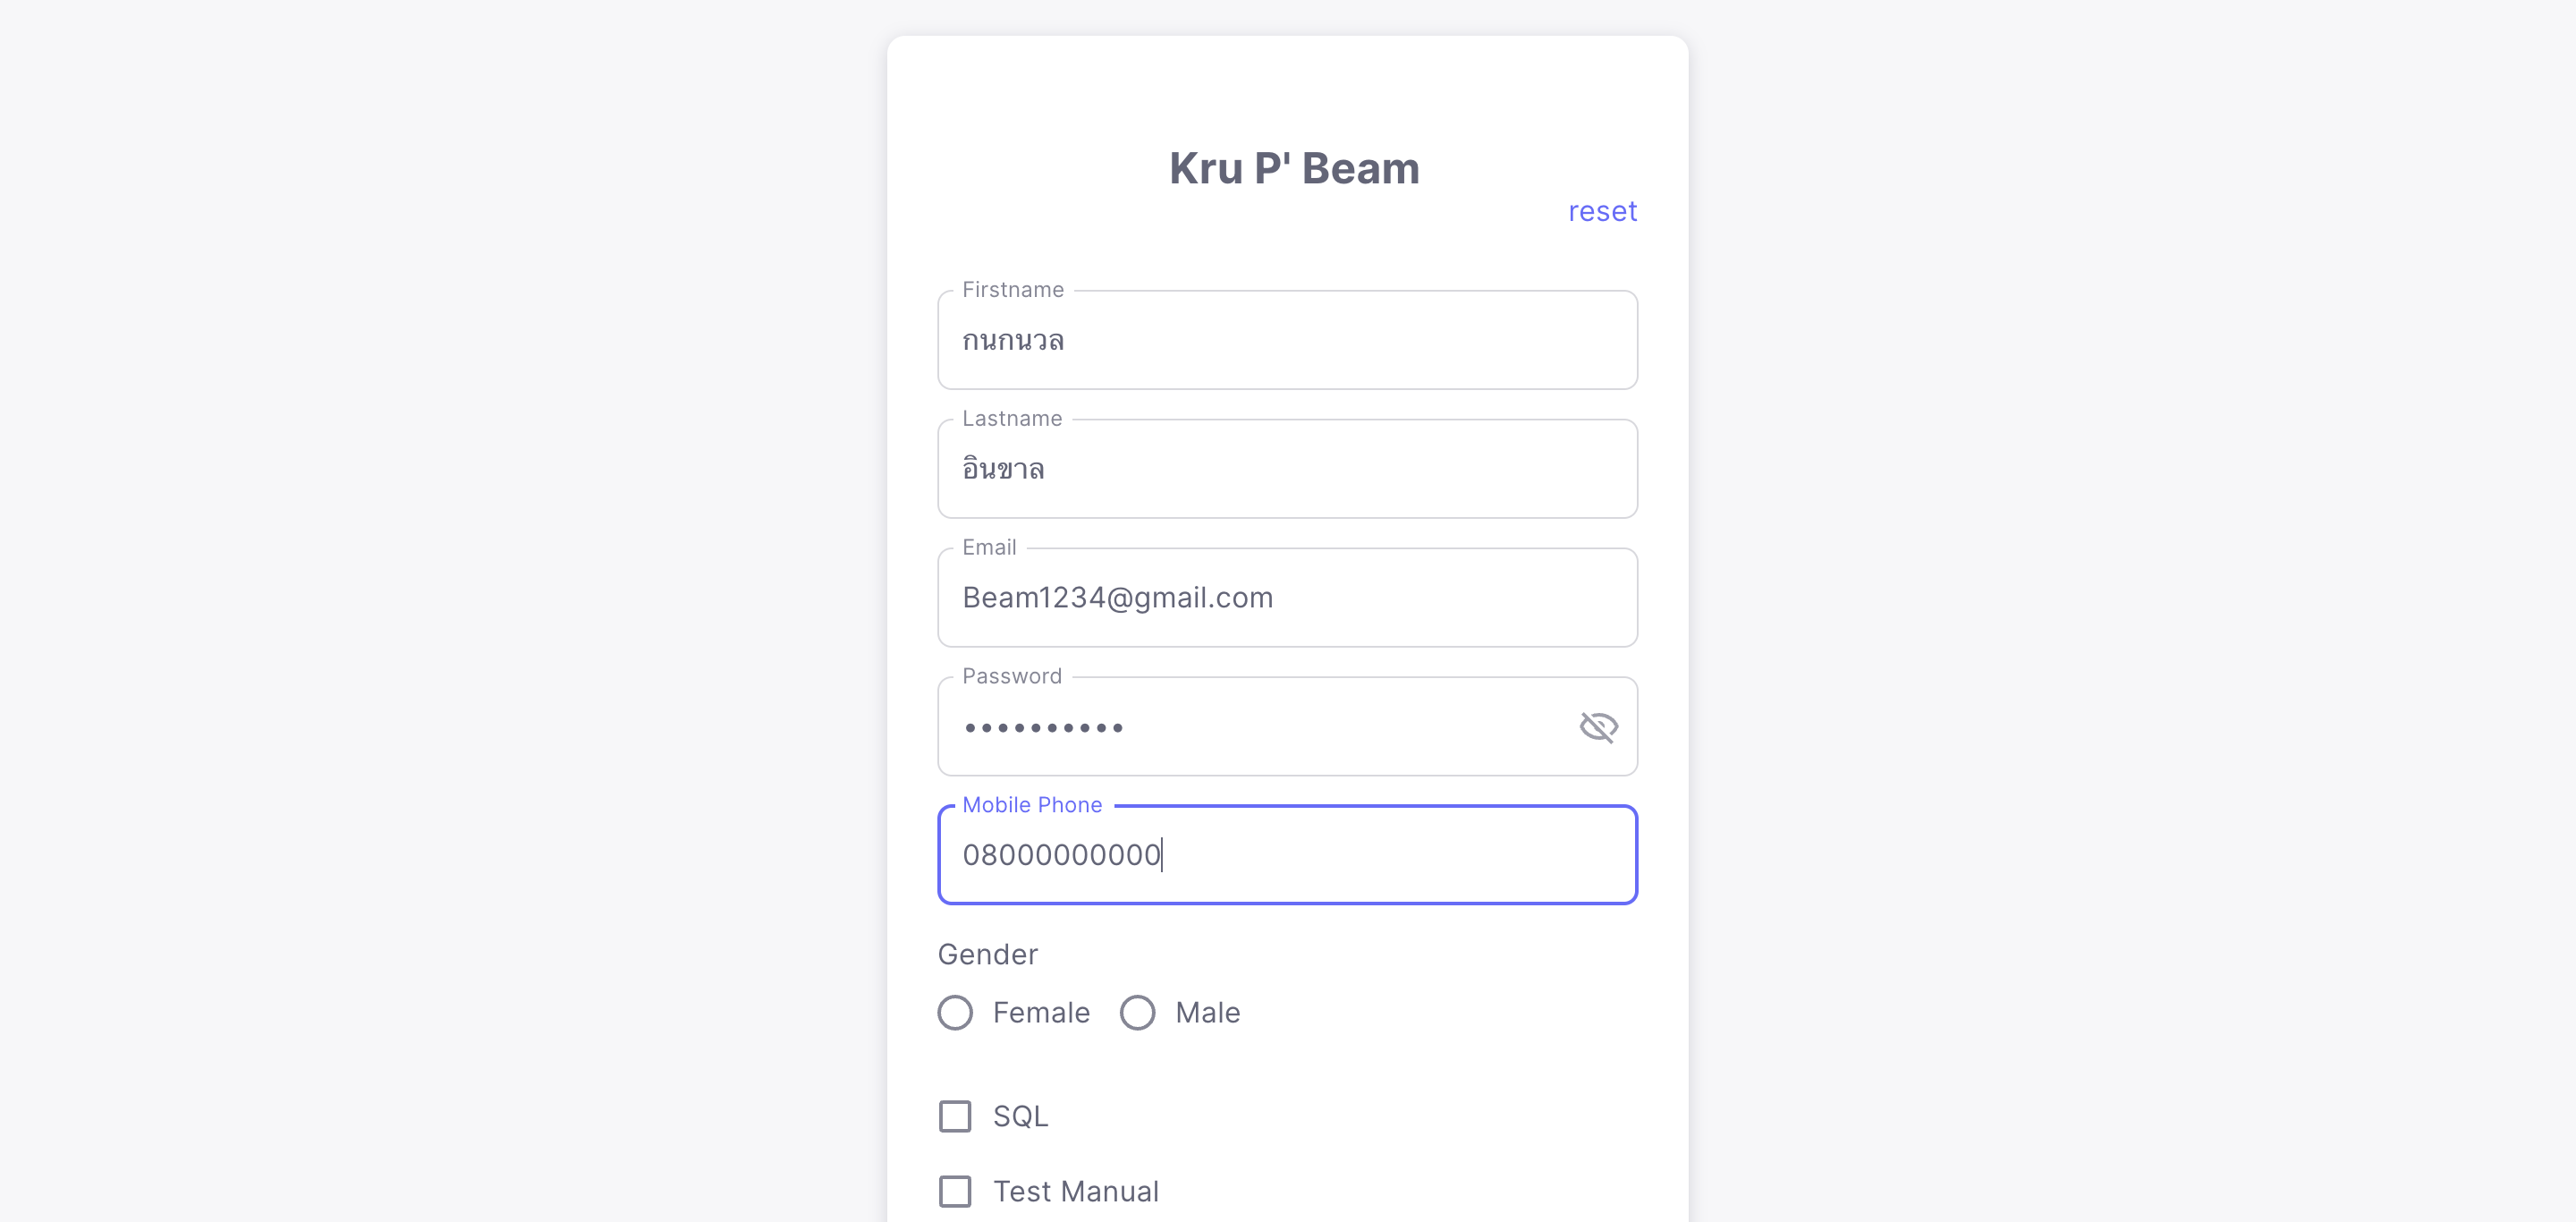 Kru P' Beam
reset
Firstname
กนกนวล
Lastname
อินขาล
Email
Beam1234@gmail.com
Password
••••••••••
Mobile Phone
08000000000
Gender
Female Male
SQL
Test Manual